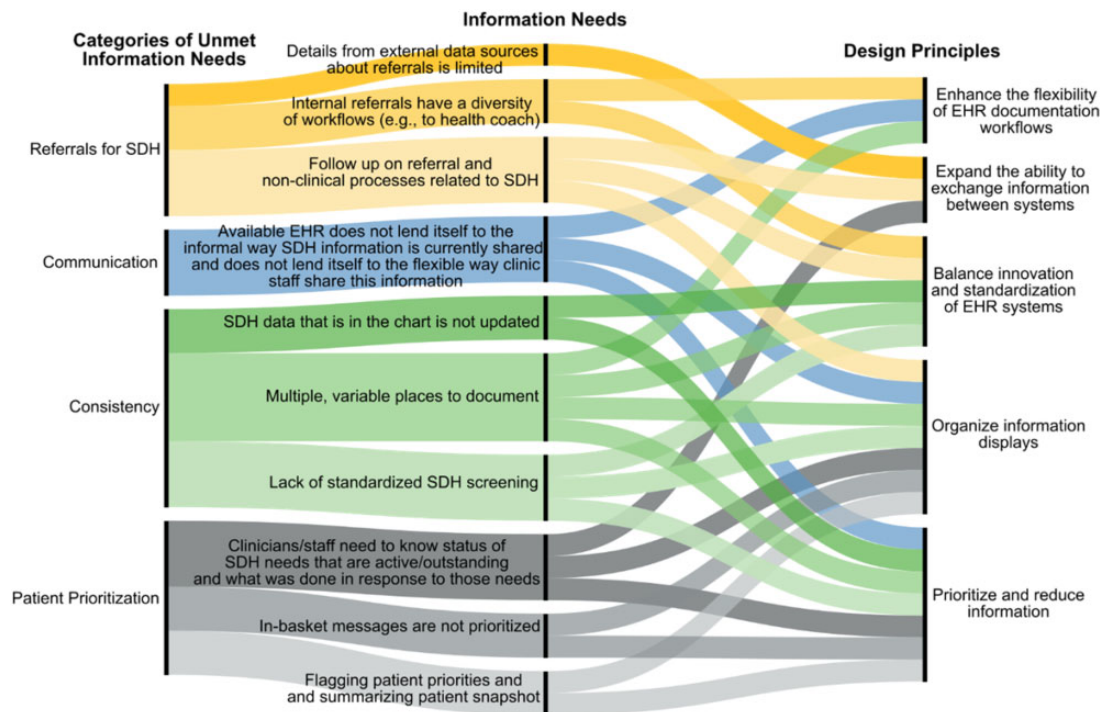 Categories of Unmet
Information Needs
Referrals for SDH
Communication
Consistency
Patient Prioritization
Information Needs
Details from external data sources
about referrals is limited
Internal referrals have a diversity
of workflows (e.g., to health coach)
Follow up on referral and
non-clinical processes related to SDH
Available EHR does not lend itself to the
informal way SDH information is currently shared
and does not lend itself to the flexible way clinic
staff share this information
SDH data that is in the chart is not updated
Multiple, variable places to document
Lack of standardized SDH screening
Clinicians/staff need to know status of
SDH needs that are active/outstanding
and what was done in response to those needs
In-basket messages are not prioritized
Flagging patient priorities and
and summarizing patient snapshot
Design Principles
Enhance the flexibility
of EHR documentation
workflows
Expand the ability to
exchange information
between systems
Balance innovation
and standardization
of EHR systems
Organize information
displays
Prioritize and reduce
information